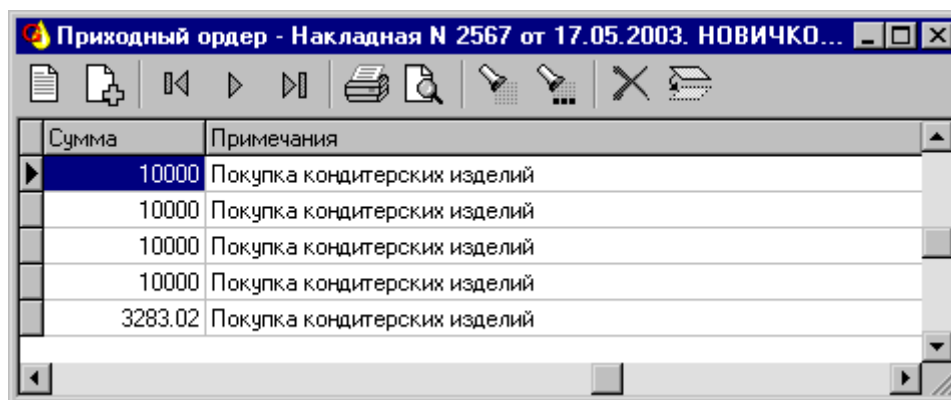 Приходный ордер - Накладная N 2567 от 17.05.2003. НОВИЧКО...
Сумма Примечания
10000 Покупка кондитерских изделий
10000 Покупка кондитерских изделий
10000 Покупка кондитерских изделий
10000 Покупка кондитерских изделий
3283.02 Покупка кондитерских изделий